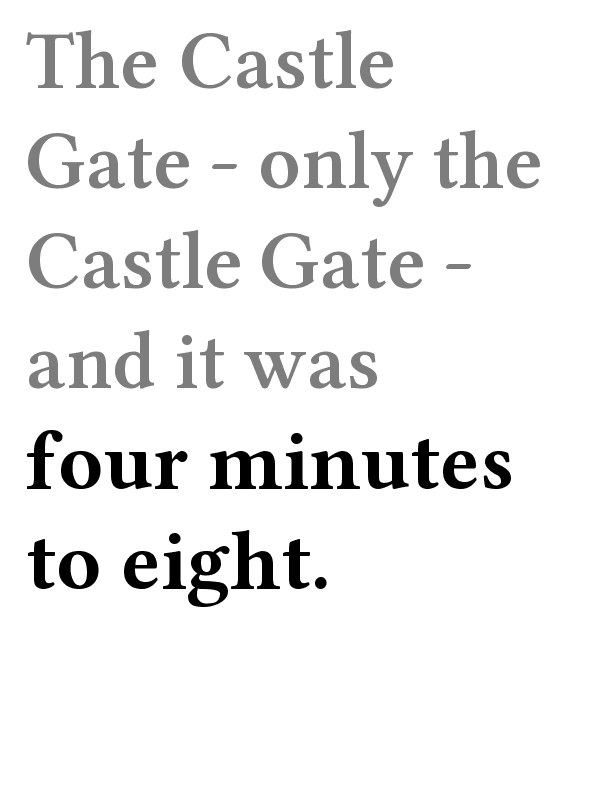 The Castle
Gate - only the
Castle Gate -
and it was
four minutes
to eight.